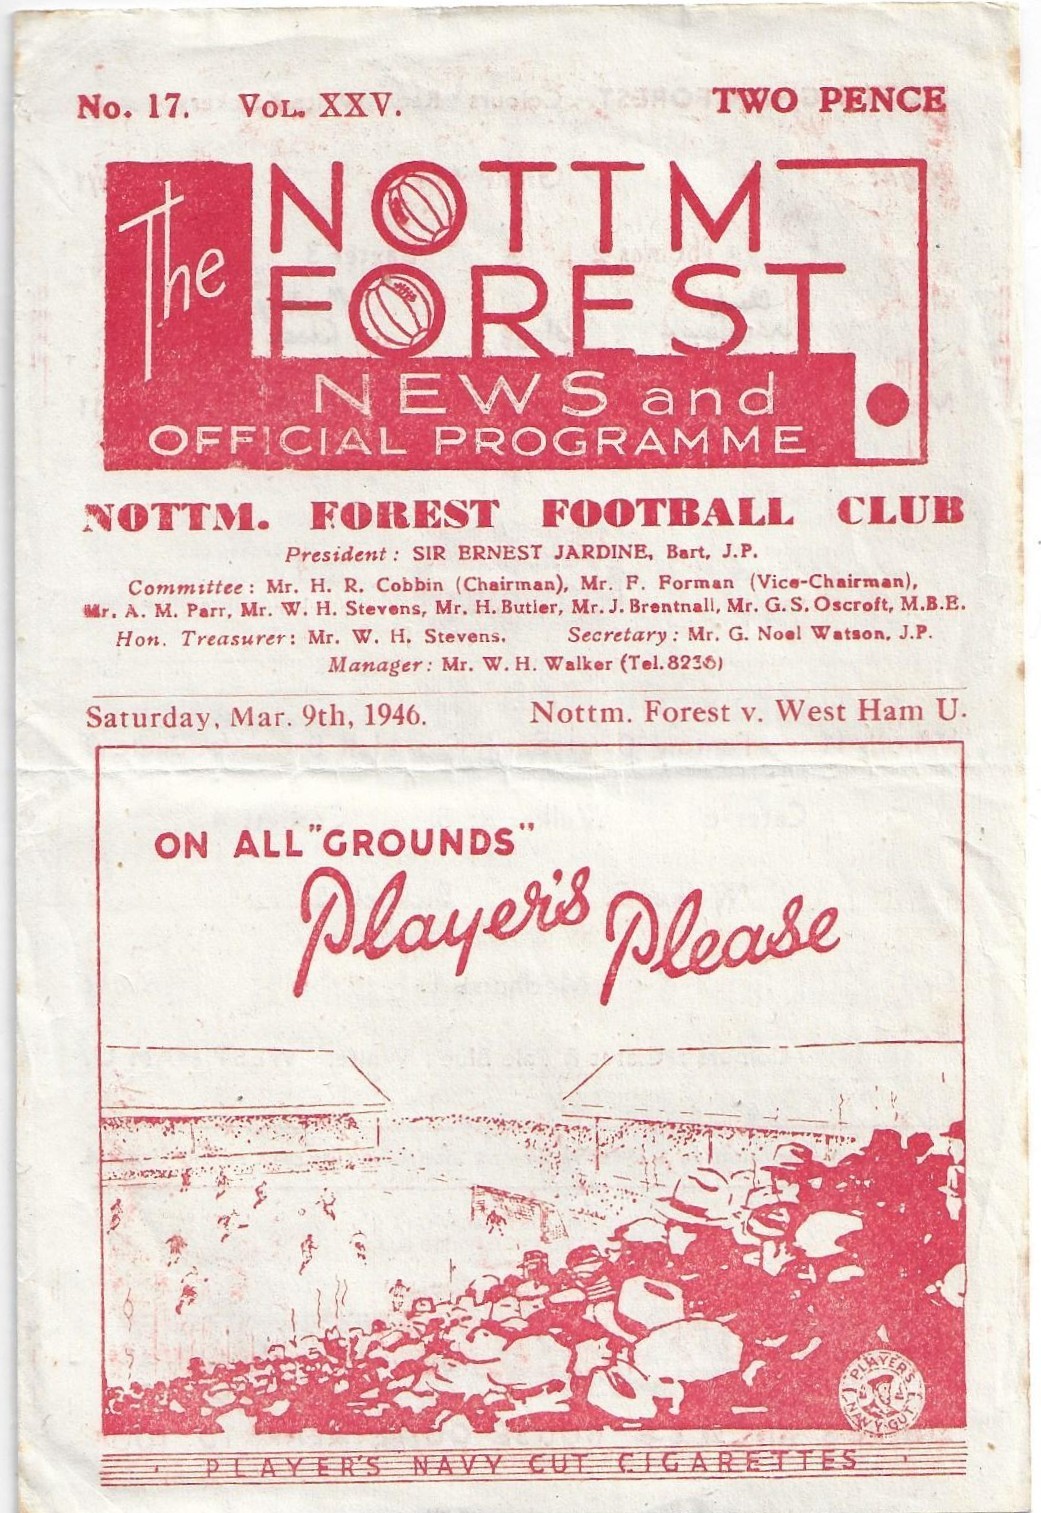 No. 17. VOL. XXV. TWO PENCE
The NOTTM
FOREST
NEWS and
OFFICIAL PROGRAMME
NOTTM. FOREST FOOTBALL CLUB
President: SIR ERNEST JARDINE, Bart, J.P.
Committee: Mr. H. R. Cobbin (Chairman), Mr. F. Forman (Vice-Chairman),
Mr. A. M. Parr, Mr. W. H. Stevens, Mr. H. Butler, Mr. J. Brentnall, Mr. G. S. Oscroft, M.B.E.
Hon. Treasurer: Mr. W. H. Stevens. Secretary: Mr. G. Noel Watson, J.P.
Manager: Mr. W. H. Walker (Tel. 8236)
Saturday, Mar. 9th, 1946. Nottm. Forest v. West Ham U.
ON ALL "GROUNDS"
Player's Please
PLAYER'S
NAVY CUT
PLAYER'S NAVY CUT CIGARETTES